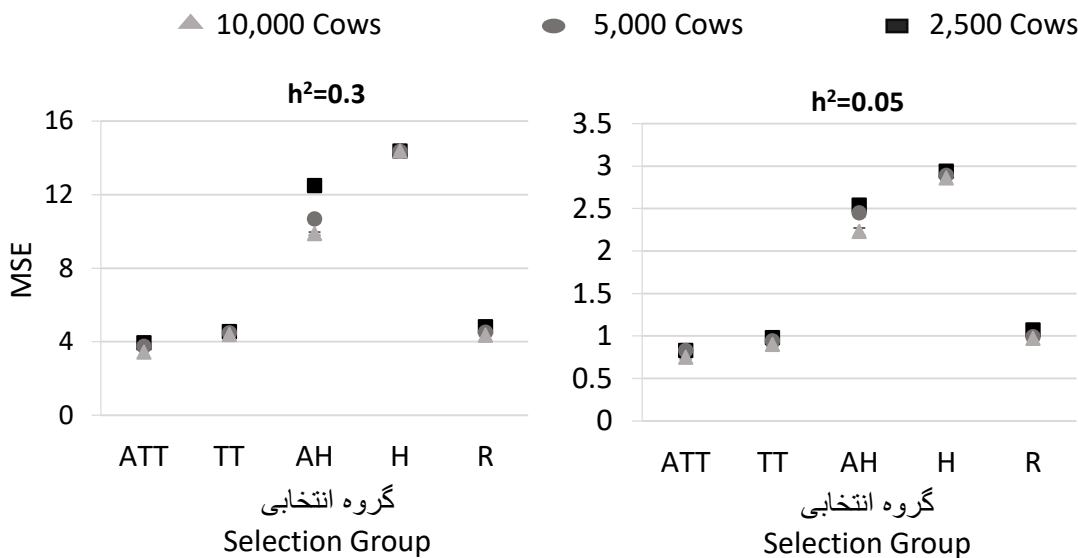 10,000 Cows 5,000 Cows 2,500 Cows
h²=0.3
MSE
16
12
8
4
0
ATT TT AH H R
گروه انتخابی
Selection Group
h²=0.05
3.5
3
2.5
2
1.5
1
0.5
0
ATT TT AH H R
گروه انتخابی
Selection Group